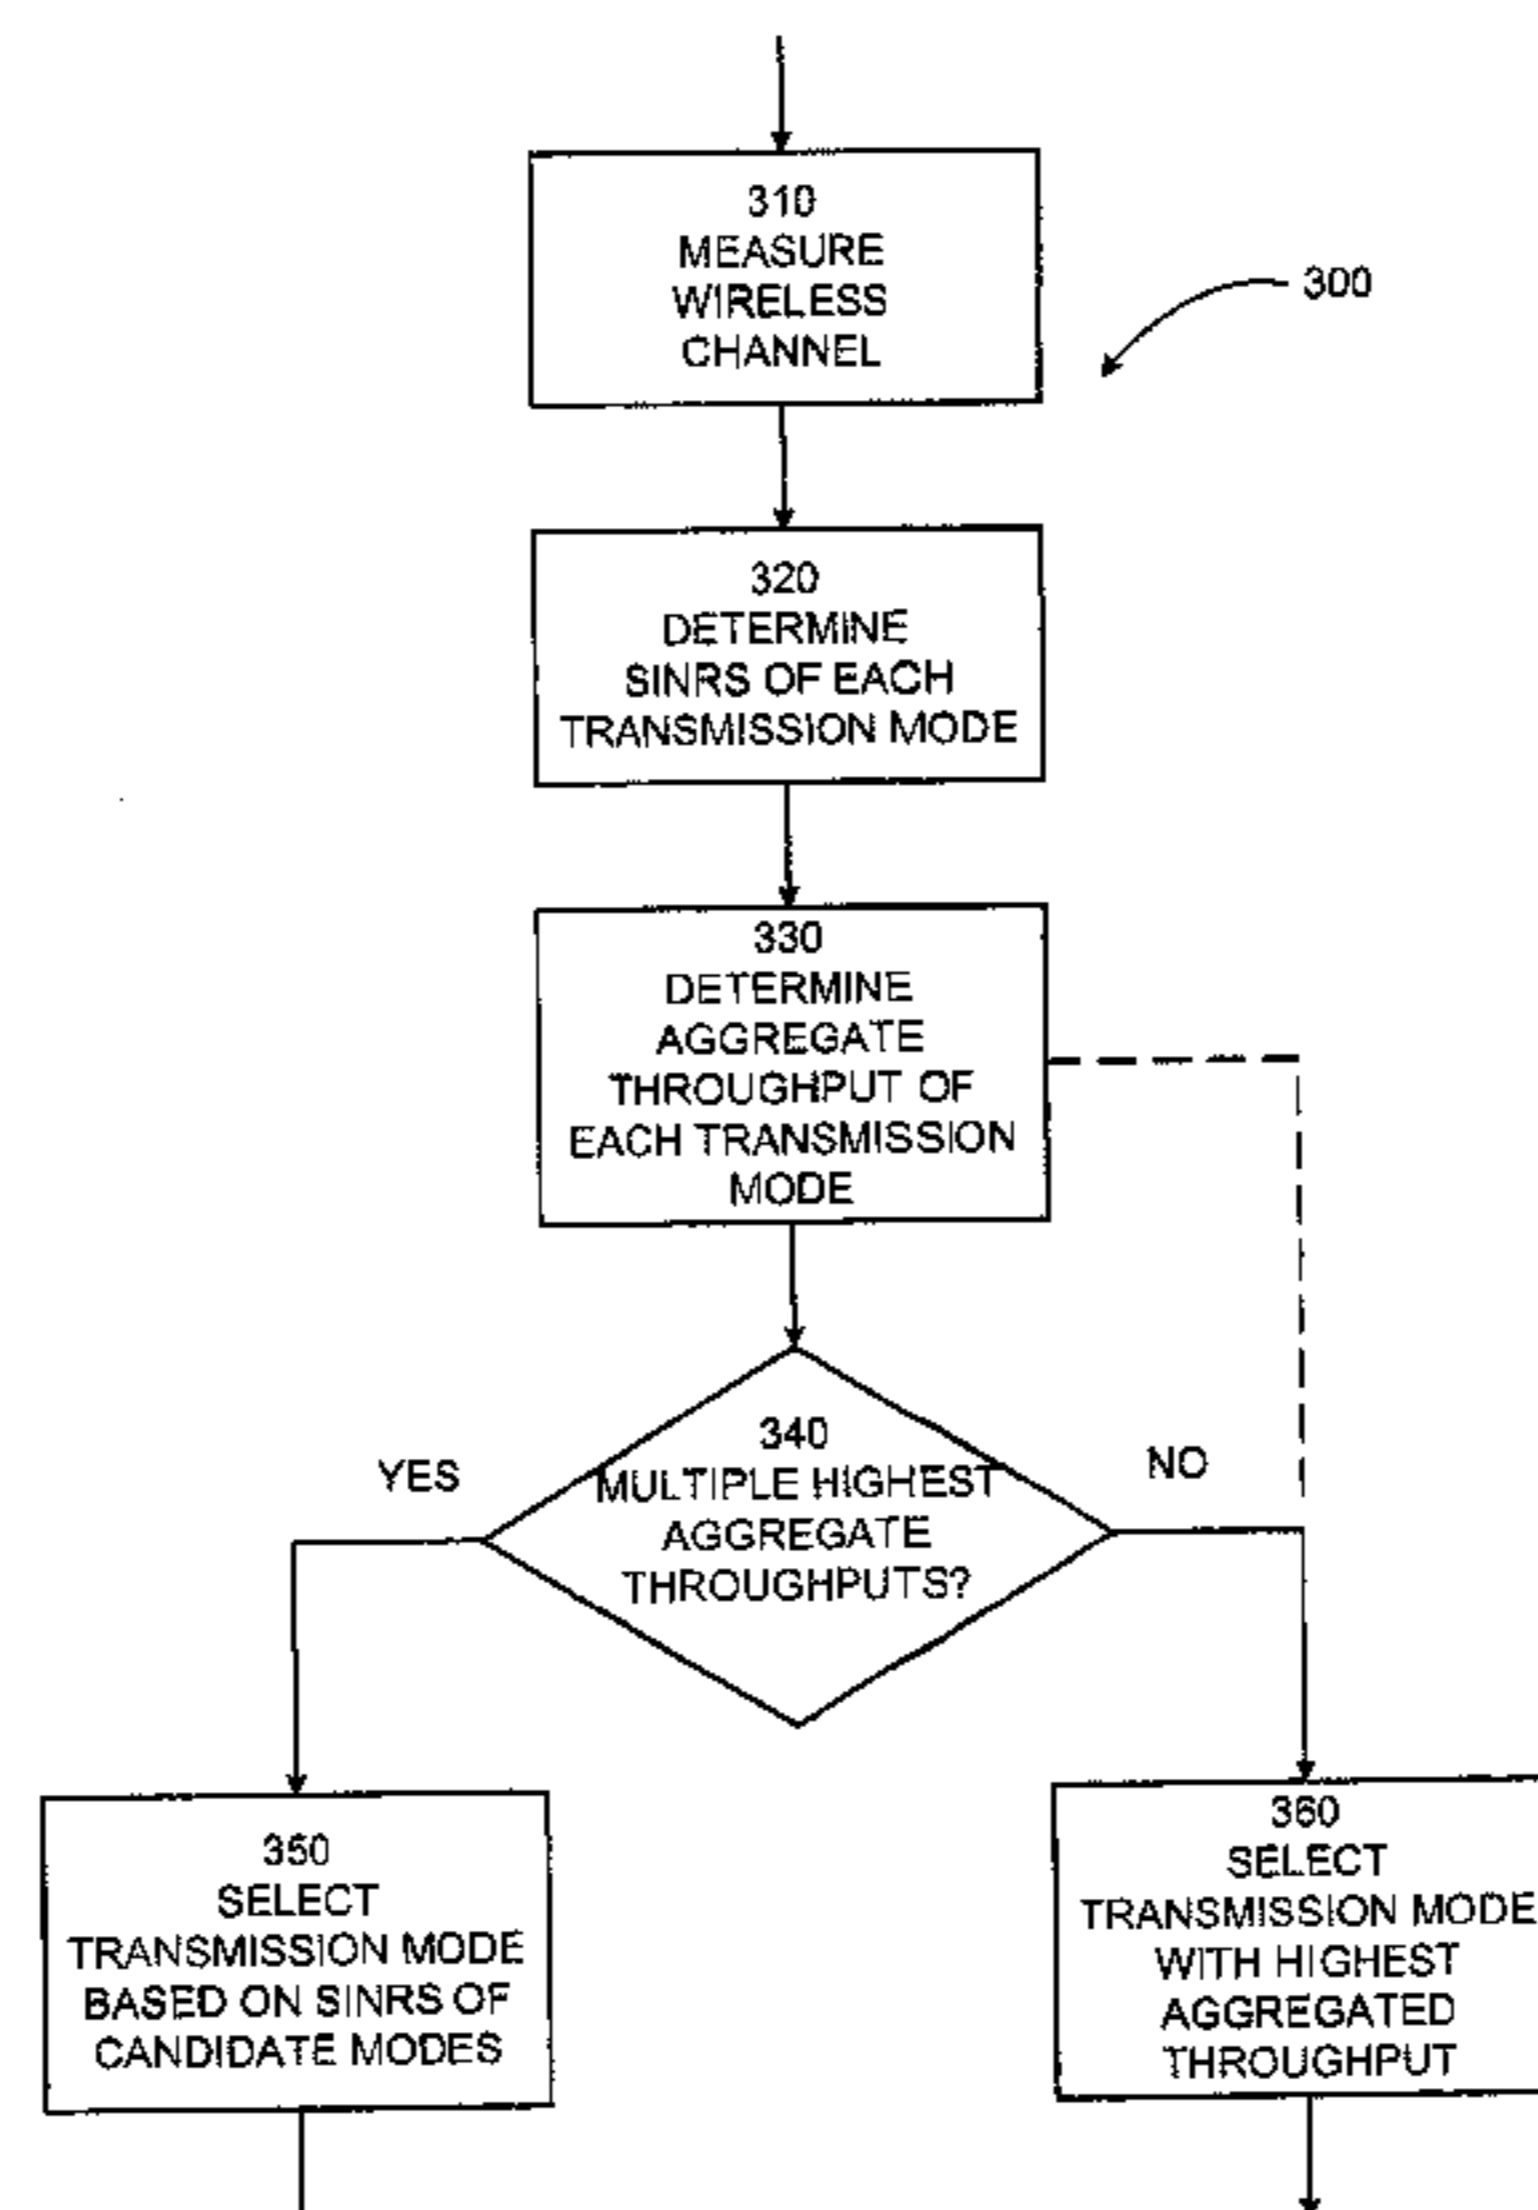 310
MEASURE
WIRELESS
CHANNEL
300
320
DETERMINE
SINRS OF EACH
TRANSMISSION MODE
330
DETERMINE
AGGREGATE
THROUGHPUT OF
EACH TRANSMISSION
MODE
340
MULTIPLE HIGHEST
AGGREGATE
THROUGHPUTS?
YES
NO
350
SELECT
TRANSMISSION MODE
BASED ON SINRS OF
CANDIDATE MODES
360
SELECT
TRANSMISSION MODE
WITH HIGHEST
AGGREGATED
THROUGHPUT